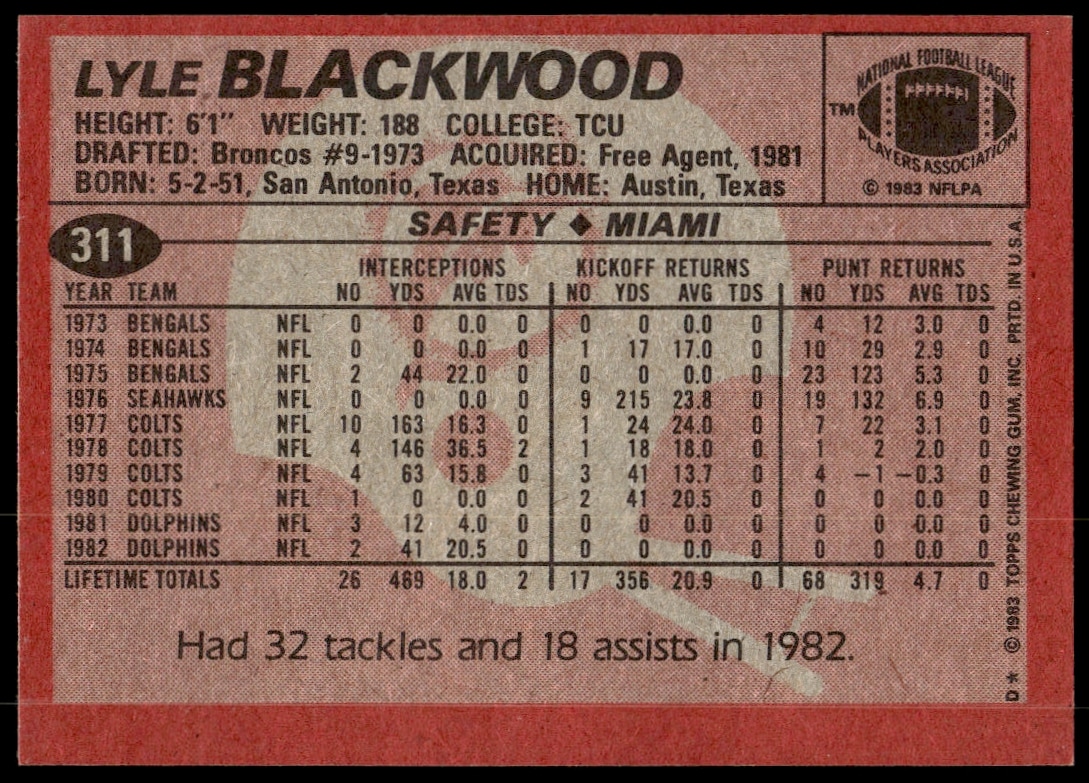 LYLE BLACKWOOD
HEIGHT: 6'1" WEIGHT: 188 COLLEGE: TCU
DRAFTED: Broncos #9-1973 ACQUIRED: Free Agent, 1981
BORN: 5-2-51, San Antonio, Texas HOME: Austin, Texas
NATIONAL FOOTBALL LEAGUE
TM
PLAYERS ASSOCIATION
© 1983 NFLPA
311
SAFETY ◆ MIAMI
INTERCEPTIONS KICKOFF RETURNS PUNT RETURNS
YEAR TEAM NO YDS AVG TDS NO YDS AVG TDS NO YDS AVG TDS
1973 BENGALS NFL 0 0 0.0 0 0 0 0.0 0 4 12 3.0 0
1974 BENGALS NFL 0 0 0.0 0 1 17 17.0 0 10 29 2.9 0
1975 BENGALS NFL 2 44 22.0 0 0 0 0.0 0 23 123 5.3 0
1976 SEAHAWKS NFL 0 0 0.0 0 9 215 23.8 0 19 132 6.9 0
1977 COLTS NFL 10 163 16.3 0 1 24 24.0 0 7 22 3.1 0
1978 COLTS NFL 4 146 36.5 2 1 18 18.0 0 1 2 2.0 0
1979 COLTS NFL 4 63 15.8 0 3 41 13.7 0 4 -1 -0.3 0
1980 COLTS NFL 1 0 0.0 0 2 41 20.5 0 0 0 0.0 0
1981 DOLPHINS NFL 3 12 4.0 0 0 0 0.0 0 0 0 0.0 0
1982 DOLPHINS NFL 2 41 20.5 0 0 0 0.0 0 0 0 0.0 0
LIFETIME TOTALS 26 469 18.0 2 17 356 20.9 0 68 319 4.7 0
Had 32 tackles and 18 assists in 1982.
D* © 1983 TOPPS CHEWING GUM, INC. PRTD. IN U.S.A.